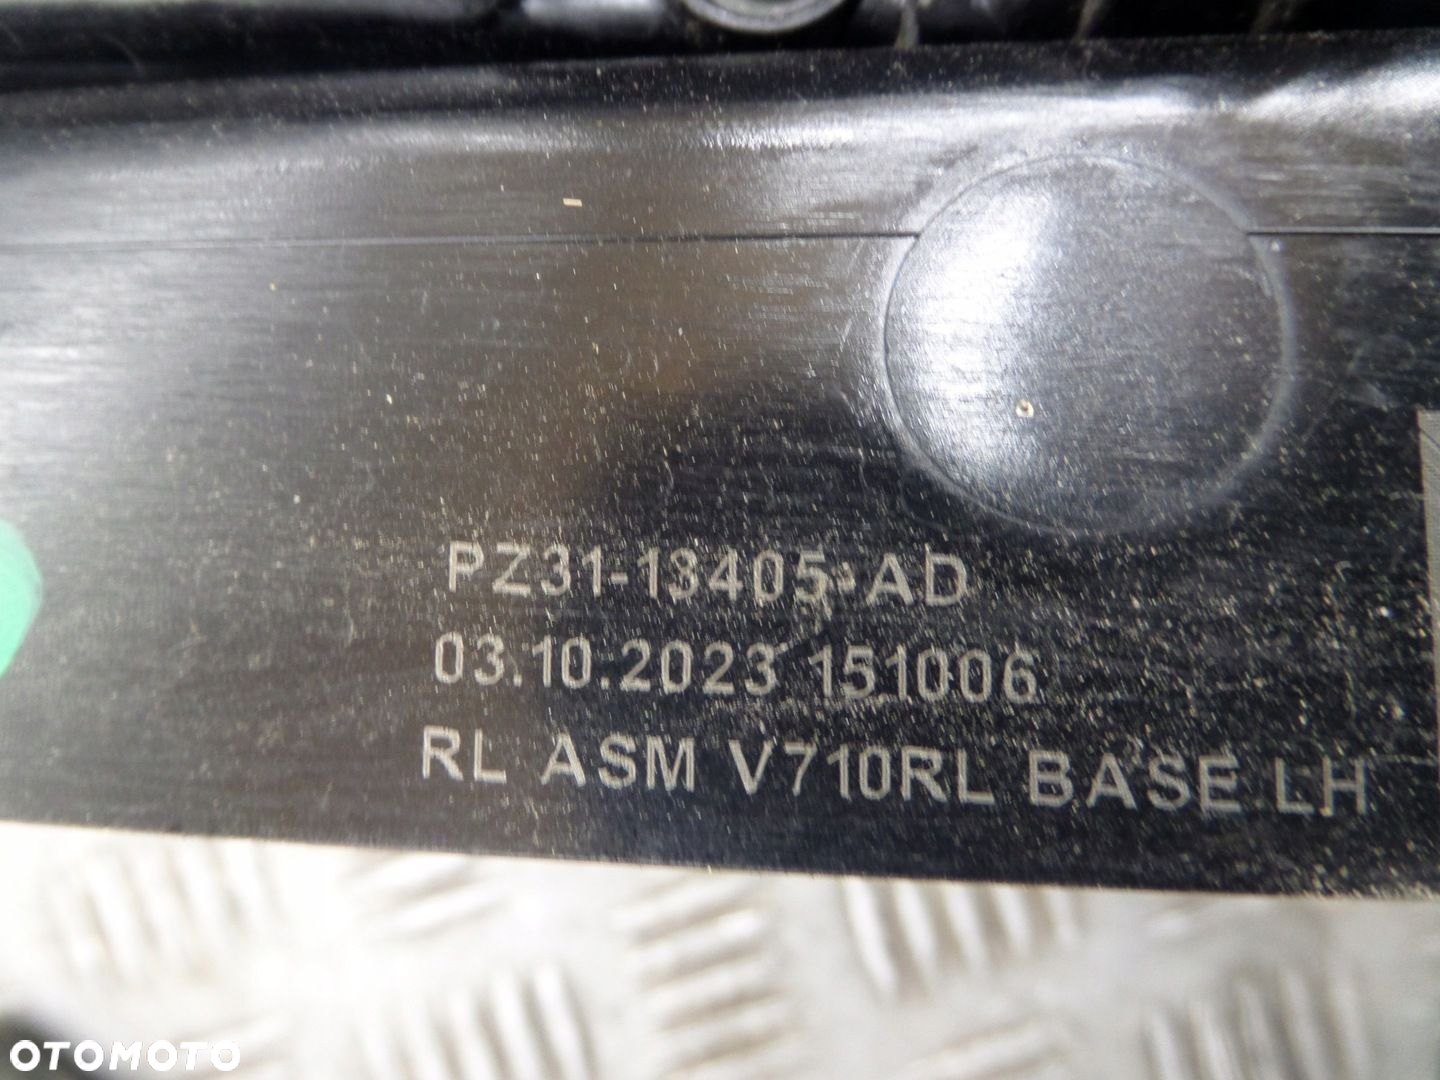 PZ31-13405-AD
03.10.2023 151006
RL ASM V710RL BASE LH
OTOMOTO